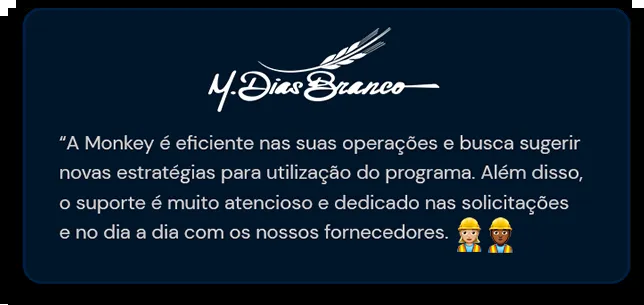 M. Dias Branco
“A Monkey é eficiente nas suas operações e busca sugerir
novas estratégias para utilização do programa. Além disso,
o suporte é muito atencioso e dedicado nas solicitações
e no dia a dia com os nossos fornecedores. 👷🏼‍♀️👷🏾